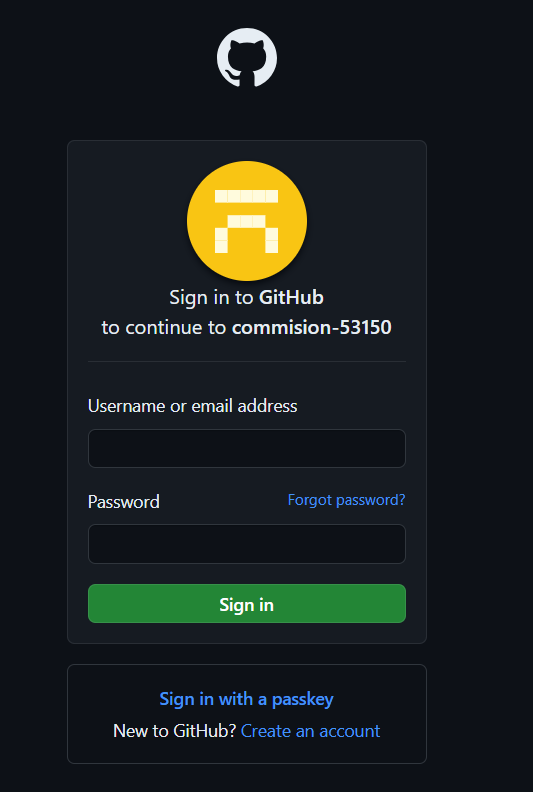 Sign in to GitHub
to continue to commision-53150
Username or email address
Password Forgot password?
Sign in
Sign in with a passkey
New to GitHub? Create an account